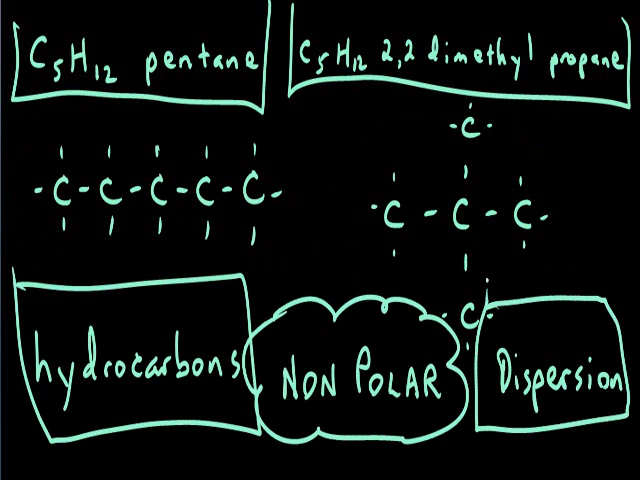 C5H12 pentane
C5H12 2,2 dimethyl propane
C
C - C - C - C - C
C - C - C
C
hydrocarbons
NON POLAR
Dispersion